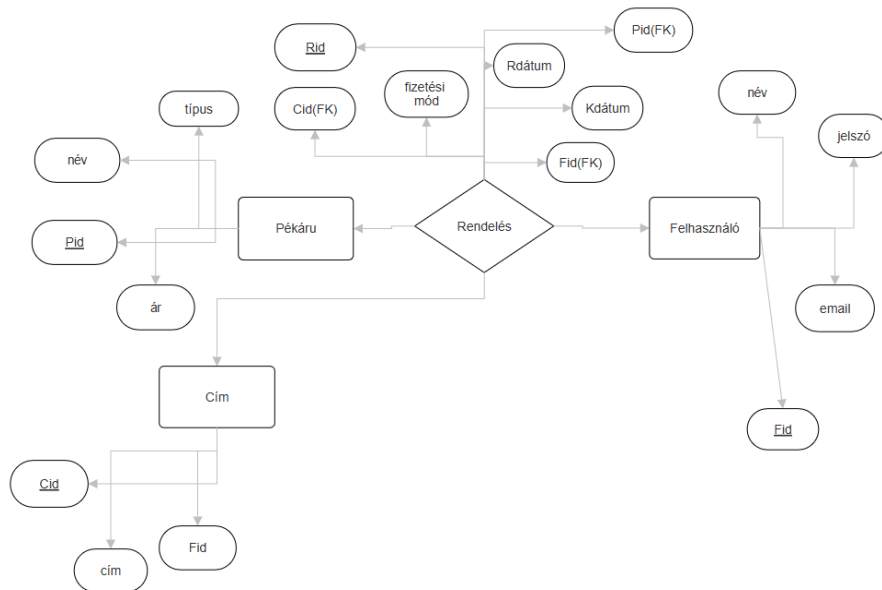 Pid(FK)
Rid
Rdátum
fizetési
mód
típus
Cid(FK)
Kdátum
név
jelszó
név
Fid(FK)
Pékáru
Rendelés
Felhasználó
Pid
ár
email
Cím
Fid
Cid
Fid
cím